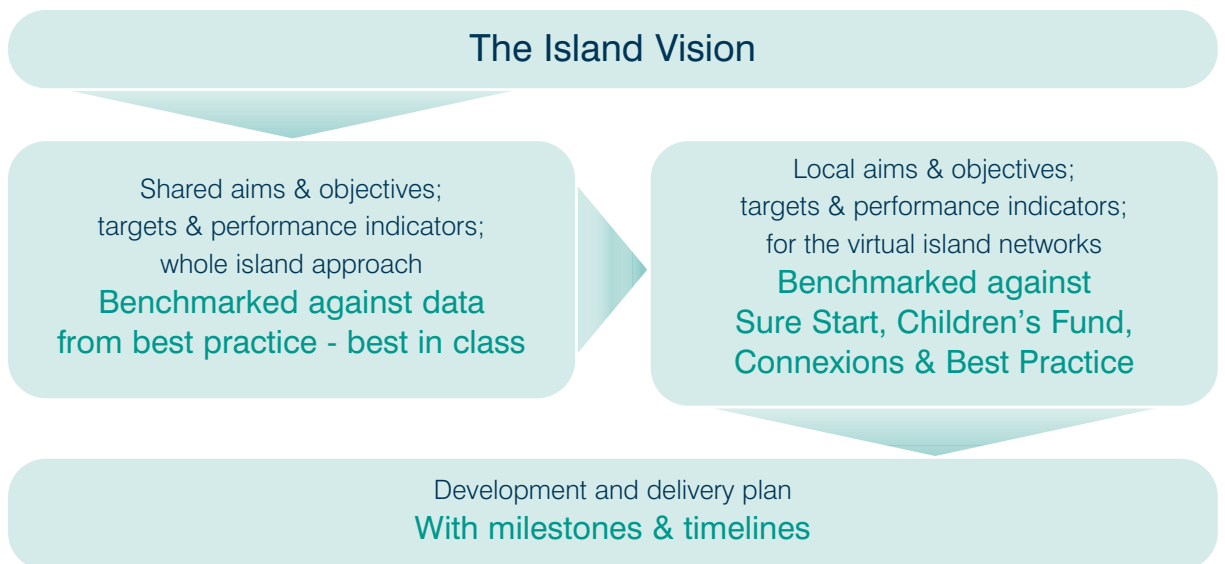 The Island Vision
Shared aims & objectives;
targets & performance indicators;
whole island approach
Benchmarked against data
from best practice - best in class
Local aims & objectives;
targets & performance indicators;
for the virtual island networks
Benchmarked against
Sure Start, Children’s Fund,
Connexions & Best Practice
Development and delivery plan
With milestones & timelines